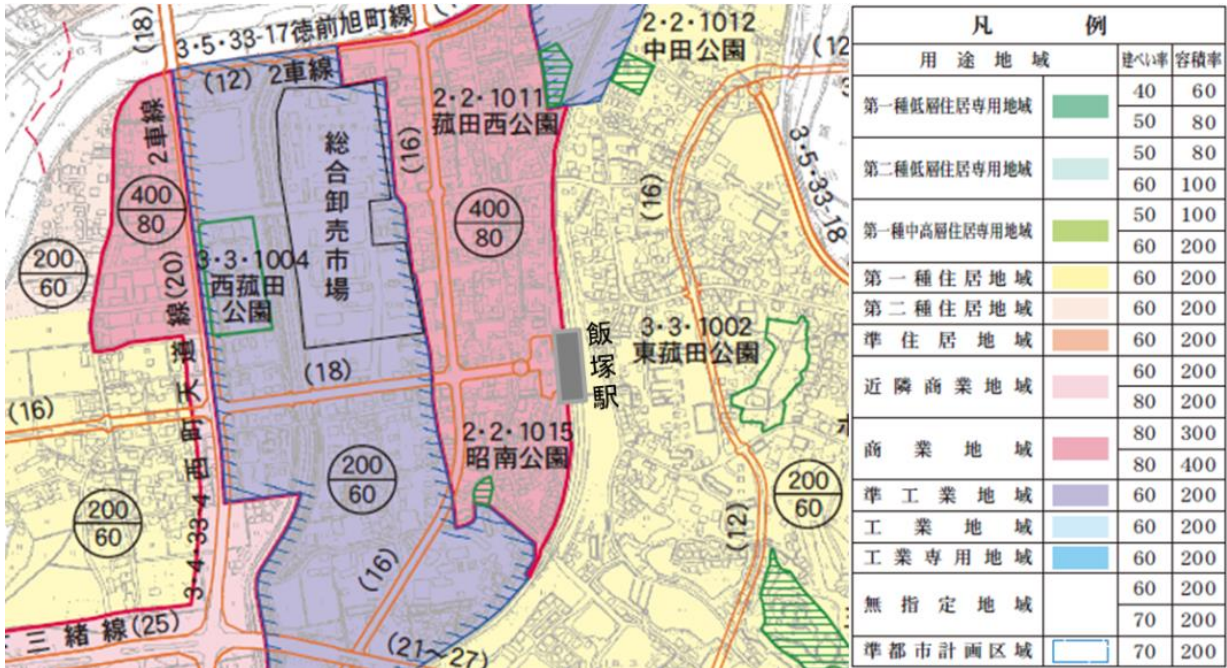 3・5・33-17徳前旭町線
(18)
(12) 2車線
2・2・1012
中田公園
(12
2・2・1011
菰田西公園
2車線
総合卸売市場
(16)
3・5・33-18
(16)
400
80
400
80
200
60
3・3・1004
西菰田
公園
(20)
飯塚駅
3・3・1002
東菰田公園
(18)
(16)
3・4・33-4 西町天道線
2・2・1015
昭南公園
200
60
200
60
200
60
(12)
(16)
三緒線(25)
(21～27)
凡例
用途地域 建ぺい率 容積率
第一種低層住居専用地域 40 60
50 80
第二種低層住居専用地域 50 80
60 100
第一種中高層住居専用地域 50 100
60 200
第一種住居地域 60 200
第二種住居地域 60 200
準住居地域 60 200
近隣商業地域 60 200
80 200
商業地域 80 300
80 400
準工業地域 60 200
工業地域 60 200
工業専用地域 60 200
無指定地域 60 200
70 200
準都市計画区域 70 200